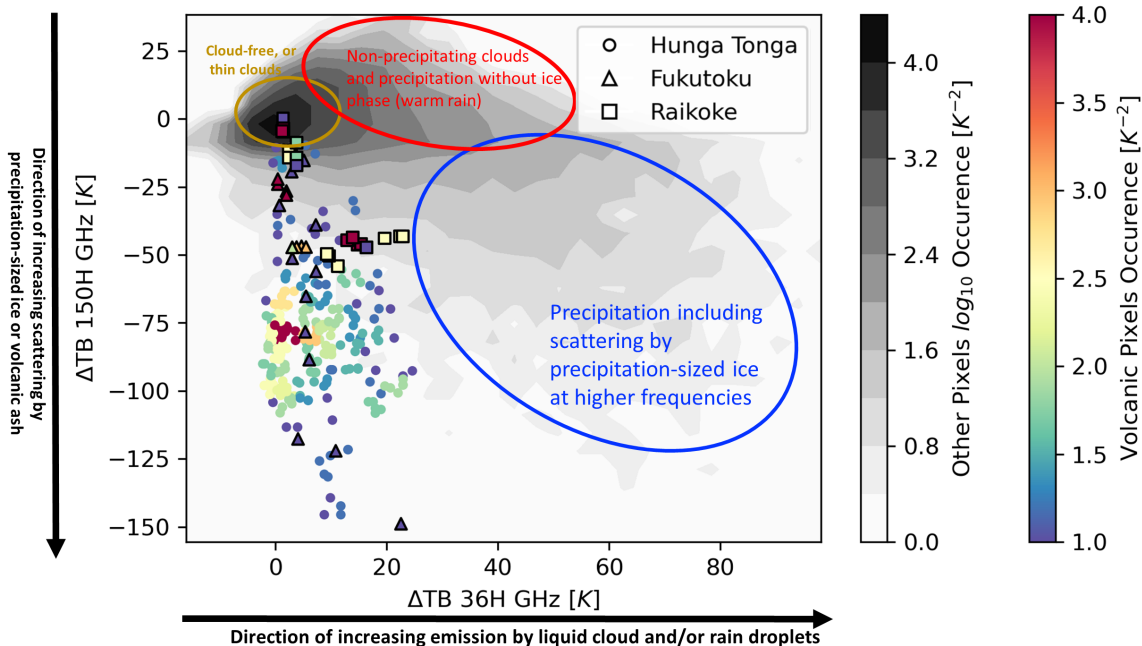 Cloud-free, or
thin clouds
Non-precipitating clouds
and precipitation without ice
phase (warm rain)
Hunga Tonga
Fukutoku
Raikoke
Precipitation including
scattering by
precipitation-sized ice
at higher frequencies
25
0
−25
−50
−75
−100
−125
−150
ΔTB 150H GHz [K]
Direction of increasing scattering by
precipitation-sized ice or volcanic ash
0
20
40
60
80
ΔTB 36H GHz [K]
Direction of increasing emission by liquid cloud and/or rain droplets
4.0
3.2
2.4
1.6
0.8
0.0
Other Pixels log10 Occurence [K−2]
4.0
3.5
3.0
2.5
2.0
1.5
1.0
Volcanic Pixels Occurence [K−2]